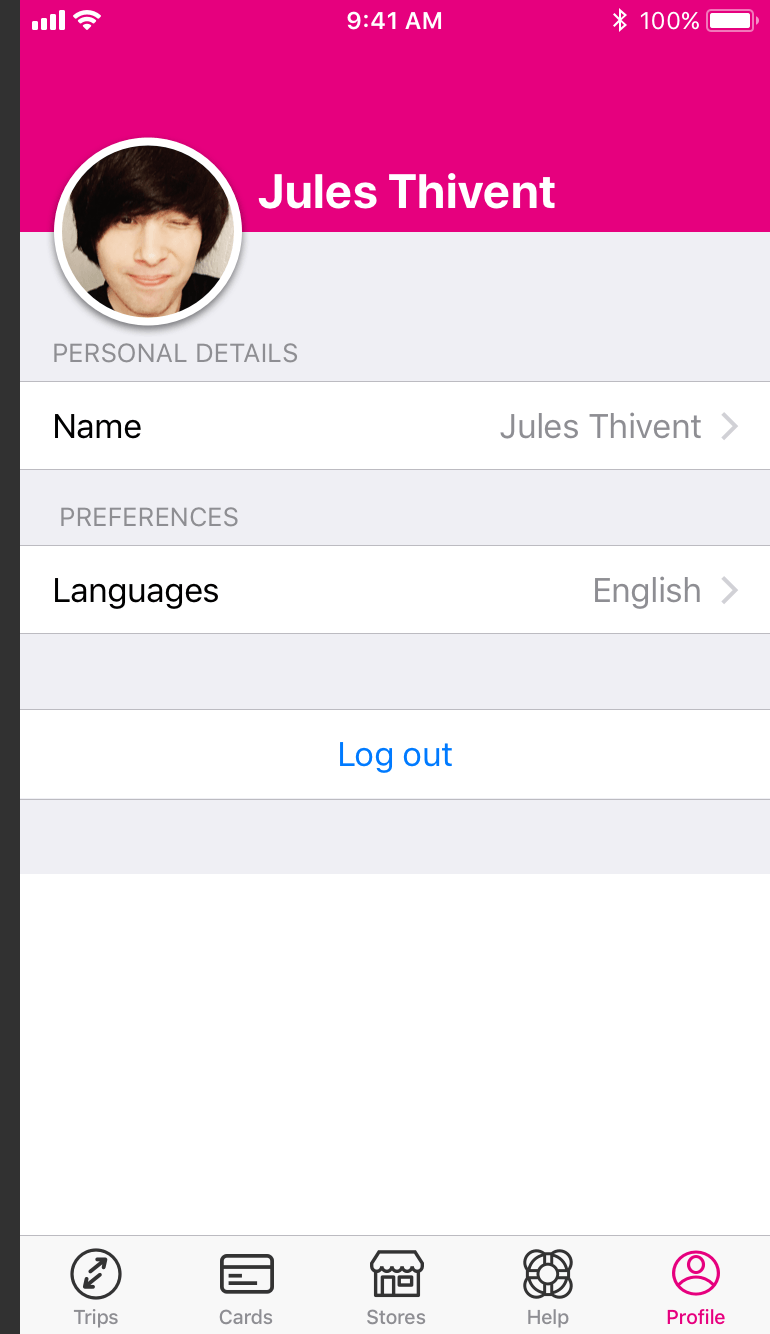 9:41 AM 100%
Jules Thivent
PERSONAL DETAILS
Name Jules Thivent
PREFERENCES
Languages English
Log out
Trips Cards Stores Help Profile